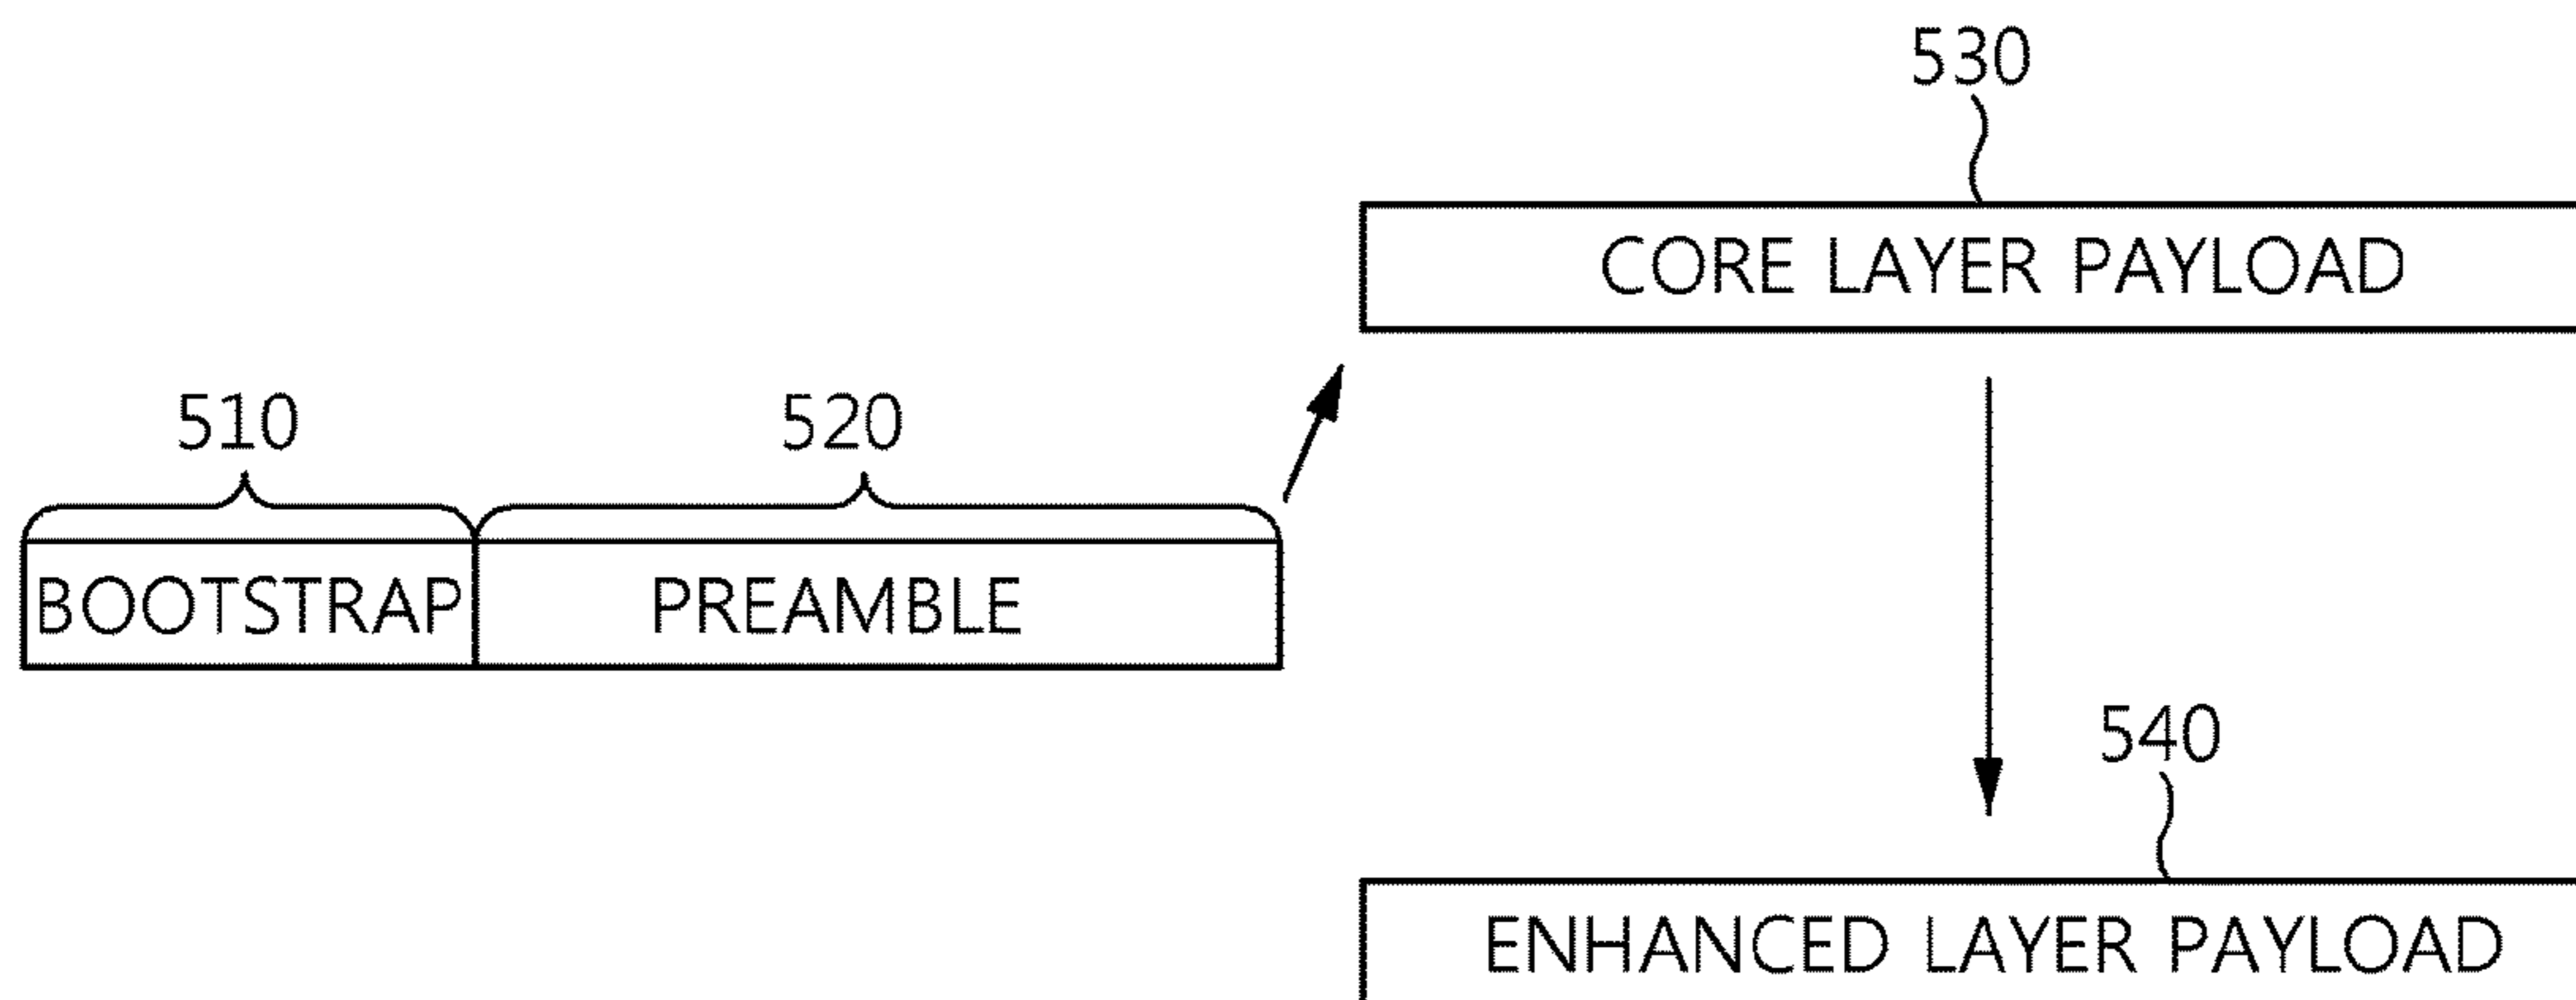 530
CORE LAYER PAYLOAD
510
520
BOOTSTRAP
PREAMBLE
540
ENHANCED LAYER PAYLOAD